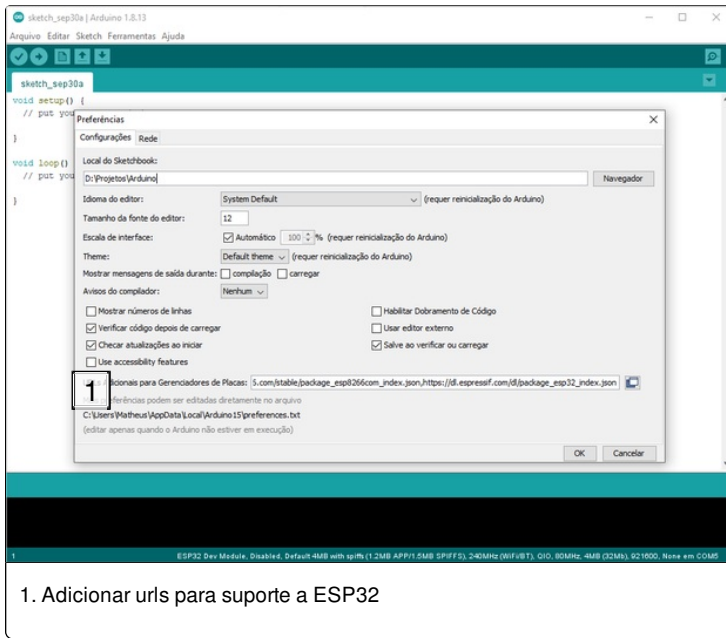 sketch_sep30a | Arduino 1.8.13
Arquivo Editar Sketch Ferramentas Ajuda
sketch_sep30a
void setup() {
// put you
Preferências
}
Configurações Rede
void loop()
Local do Sketchbook:
// put you
D:\Projetos\Arduino
Navegador
}
Idioma do editor: System Default (requer reinicialização do Arduino)
Tamanho da fonte do editor: 12
Escala de interface: Automático 100 % (requer reinicialização do Arduino)
Theme: Default theme (requer reinicialização do Arduino)
Mostrar mensagens de saída durante: compilação carregar
Avisos do compilador: Nenhum
Mostrar números de linhas Habilitar Dobramento de Código
Verificar código depois de carregar Usar editor externo
Checar atualizações ao iniciar Salve ao verificar ou carregar
Use accessibility features
1
Adicionais para Gerenciadores de Placas: 5.com/stable/package_esp8266com_index.json,https://dl.espressif.com/dl/package_esp32_index.json
preferências podem ser editadas diretamente no arquivo
C:\Users\Matheus\AppData\Local\Arduino15\preferences.txt
(editar apenas quando o Arduino não estiver em execução)
OK Cancelar
1 ESP32 Dev Module, Disabled, Default 4MB with spiffs (1.2MB APP/1.5MB SPIFFS), 240MHz (WiFi/BT), QIO, 80MHz, 4MB (32Mb), 921600, None em COM5
1. Adicionar urls para suporte a ESP32